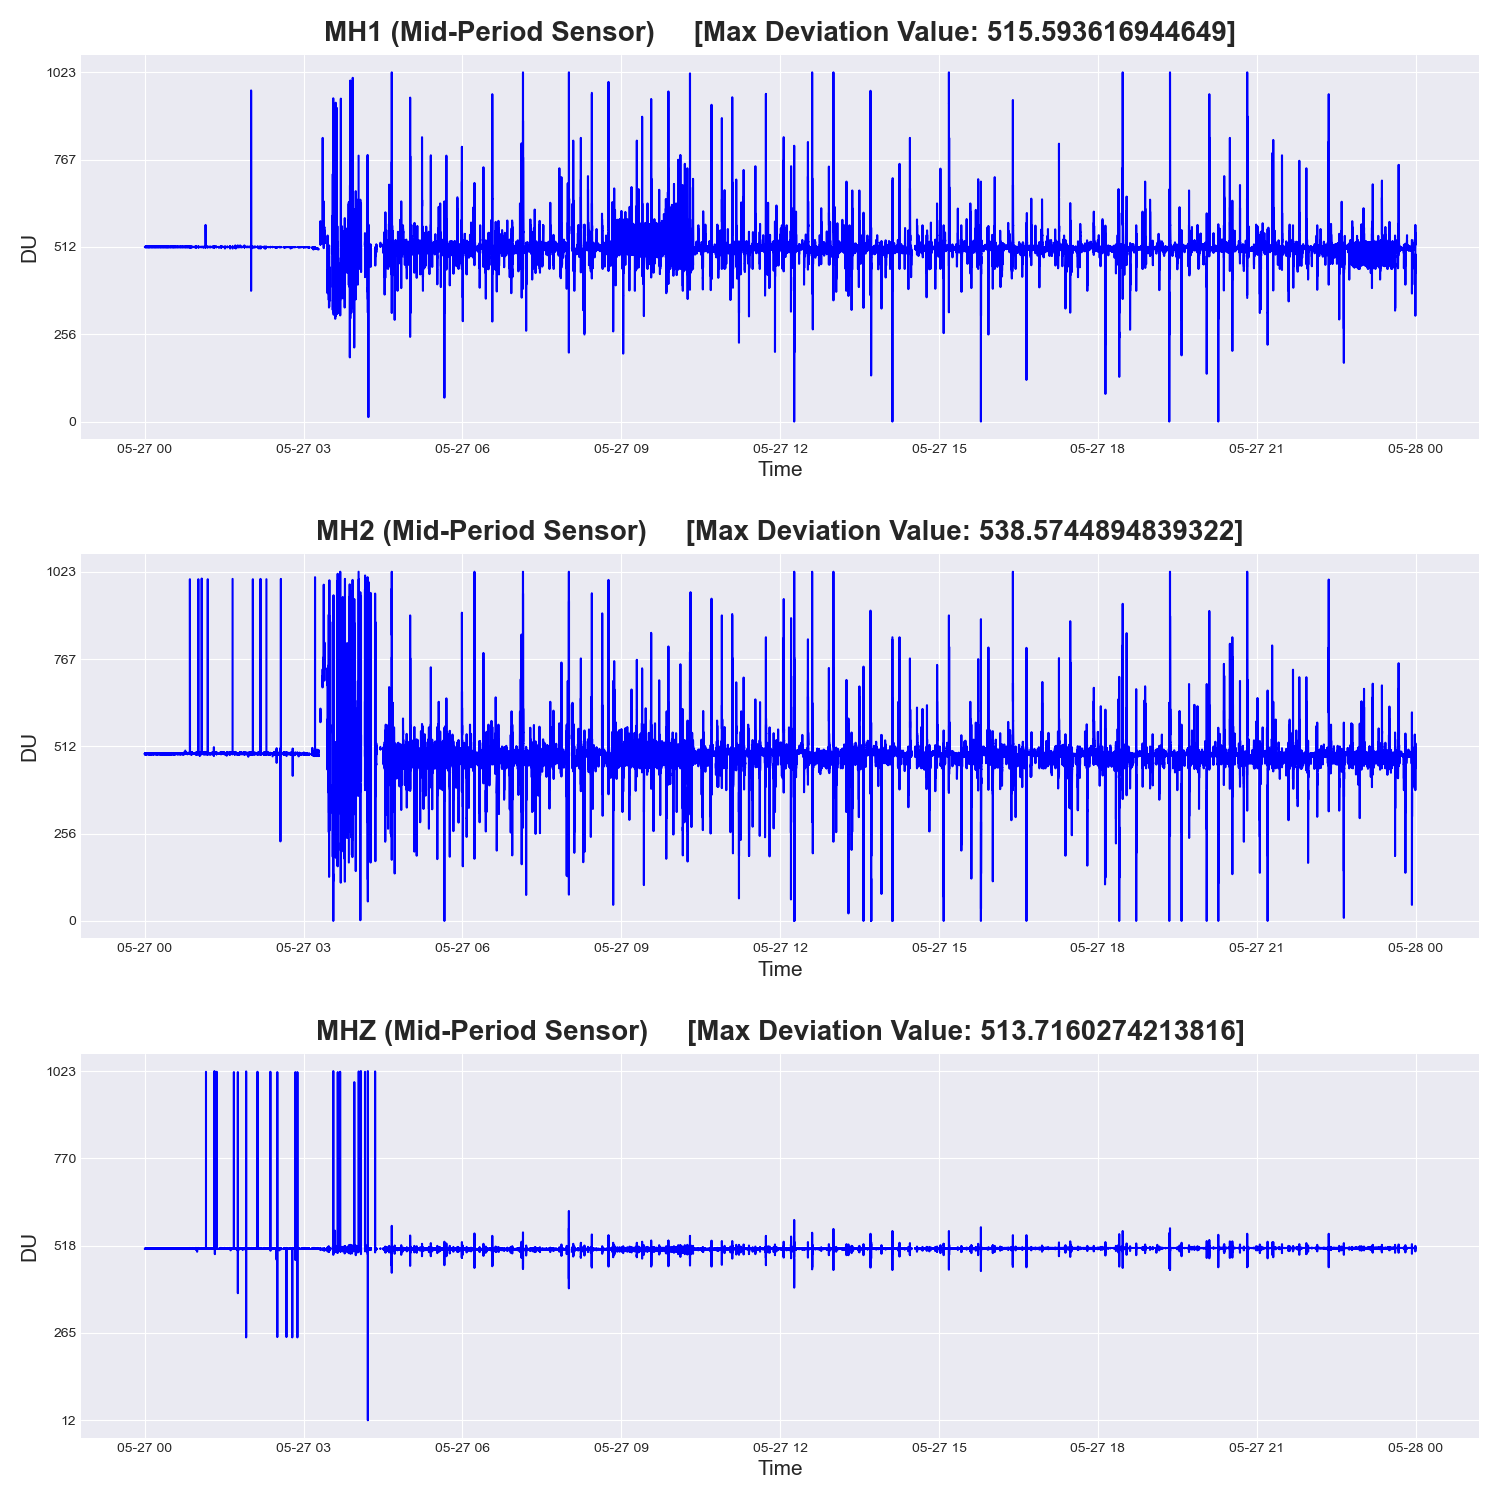 MH1 (Mid-Period Sensor) [Max Deviation Value: 515.593616944649]
1023
767
512
256
0
DU
05-27 00 05-27 03 05-27 06 05-27 09 05-27 12 05-27 15 05-27 18 05-27 21 05-28 00
Time
MH2 (Mid-Period Sensor) [Max Deviation Value: 538.5744894839322]
1023
767
512
256
0
DU
05-27 00 05-27 03 05-27 06 05-27 09 05-27 12 05-27 15 05-27 18 05-27 21 05-28 00
Time
MHZ (Mid-Period Sensor) [Max Deviation Value: 513.7160274213816]
1023
770
518
265
12
DU
05-27 00 05-27 03 05-27 06 05-27 09 05-27 12 05-27 15 05-27 18 05-27 21 05-28 00
Time